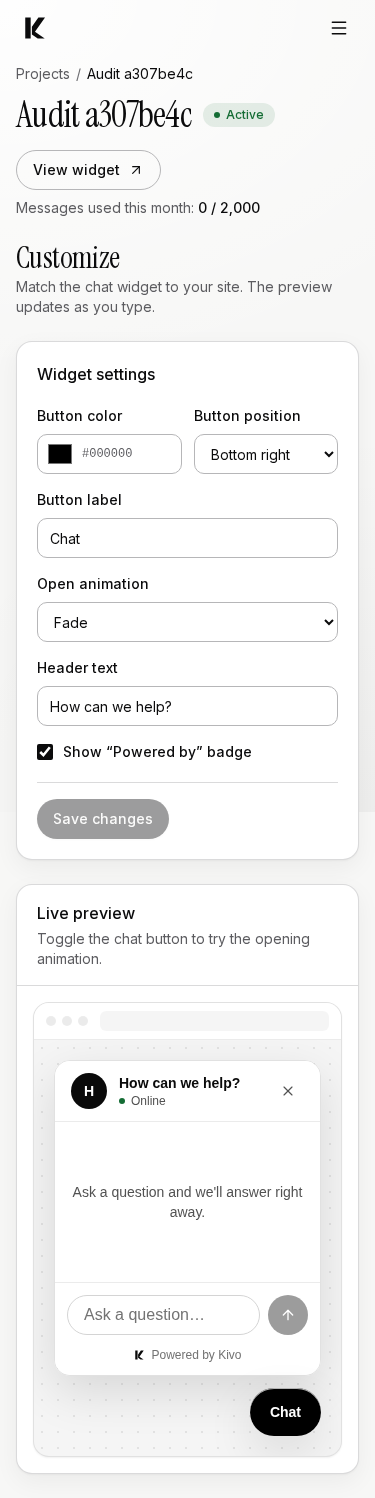 Projects / Audit a307be4c
Audit a307be4c Active
View widget
Messages used this month: 0 / 2,000
Customize
Match the chat widget to your site. The preview
updates as you type.
Widget settings
Button color Button position
#000000 Bottom right
Button label
Chat
Open animation
Fade
Header text
How can we help?
Show “Powered by” badge
Save changes
Live preview
Toggle the chat button to try the opening
animation.
H How can we help?
Online
Ask a question and we'll answer right
away.
Ask a question…
Powered by Kivo
Chat